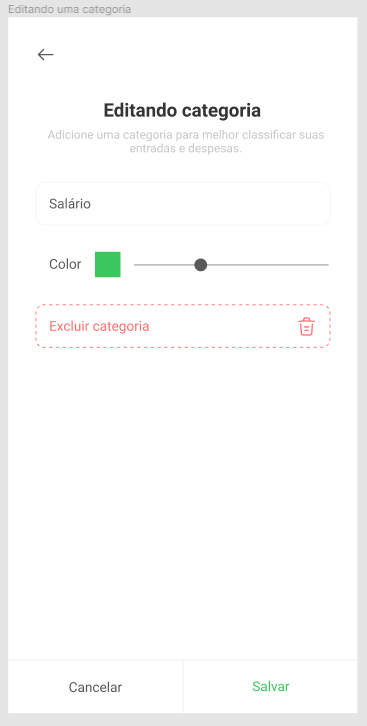 Editando uma categoria
Editando categoria
Adicione uma categoria para melhor classificar suas
entradas e despesas.
Salário
Color
Excluir categoria
Cancelar
Salvar